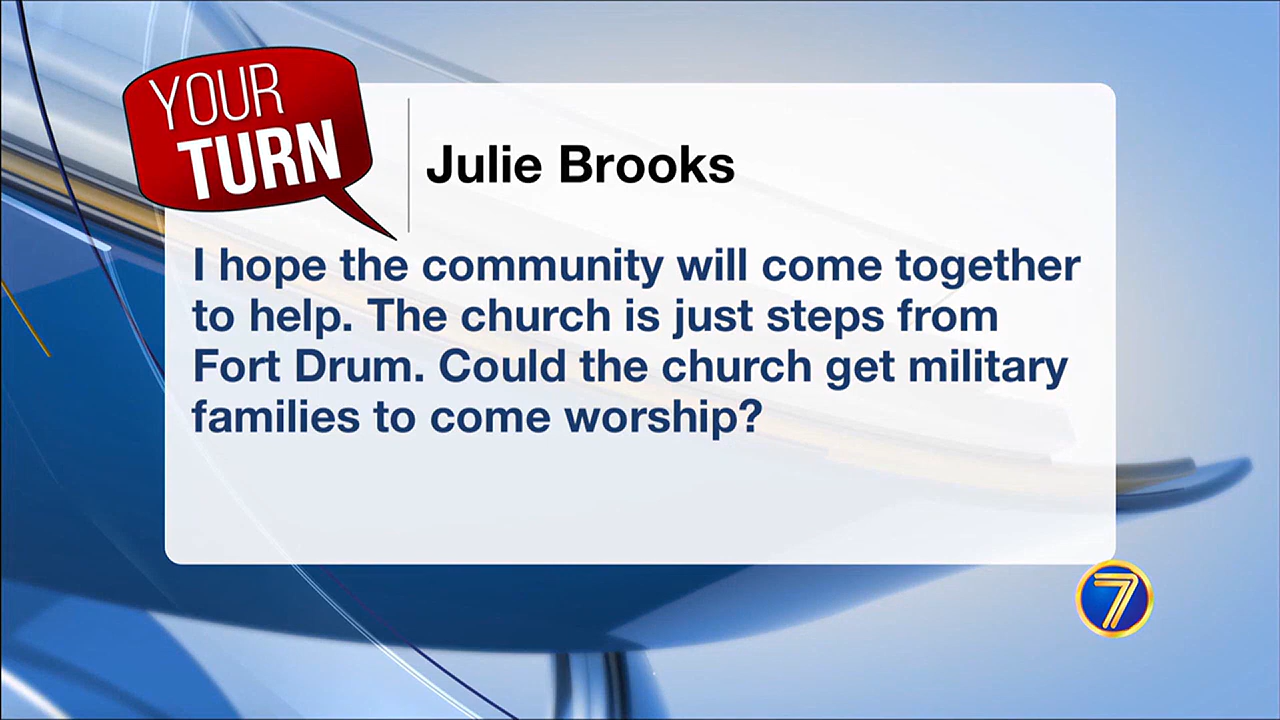 YOUR
TURN
Julie Brooks
I hope the community will come together
to help. The church is just steps from
Fort Drum. Could the church get military
families to come worship?
7